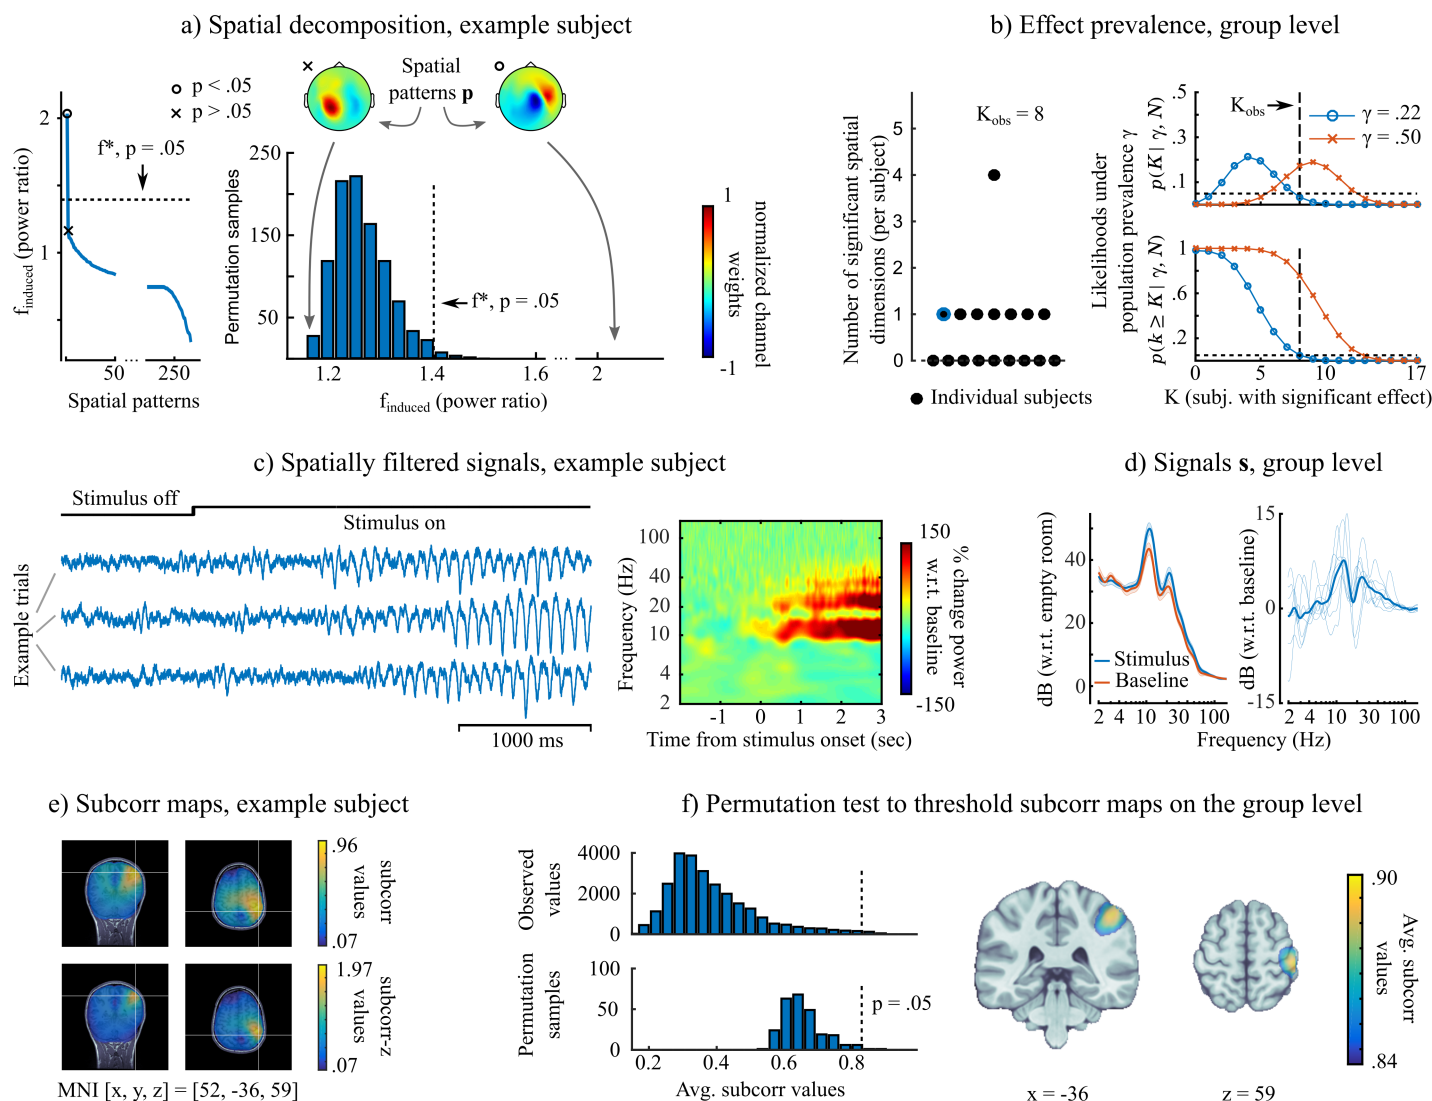 a) Spatial decomposition, example subject
p < .05
p > .05
f*, p = .05
2
1
f_induced (power ratio)
50
...
250
Spatial patterns
Spatial
patterns p
Permutation samples
250
150
50
f*, p = .05
1.2
1.4
1.6
...
2
f_induced (power ratio)
1
-1
normalized channel
weights
b) Effect prevalence, group level
K_obs = 8
Number of significant spatial
dimensions (per subject)
5
4
3
2
1
0
Individual subjects
Likelihoods under
population prevalence γ
p(K | γ, N)
.5
.3
.1
K_obs
γ = .22
γ = .50
0
5
10
17
p(k ≥ K | γ, N)
1
.6
.2
0
5
10
17
K (subj. with significant effect)
c) Spatially filtered signals, example subject
Stimulus off
Stimulus on
Example trials
1000 ms
Frequency (Hz)
100
40
20
10
4
2
-1
0
1
2
3
Time from stimulus onset (sec)
150
-150
% change power
w.r.t. baseline
d) Signals s, group level
dB (w.r.t. empty room)
40
20
0
Stimulus
Baseline
2
4
10
30
100
dB (w.r.t. baseline)
15
0
-15
2
4
10
30
100
Frequency (Hz)
e) Subcorr maps, example subject
.96
.07
subcorr
values
1.97
.07
subcorr-z
values
MNI [x, y, z] = [52, -36, 59]
f) Permutation test to threshold subcorr maps on the group level
Observed
values
4000
2000
0
Permutation
samples
100
50
0
p = .05
0.2
0.4
0.6
0.8
Avg. subcorr values
x = -36
z = 59
.90
.84
Avg. subcorr
values